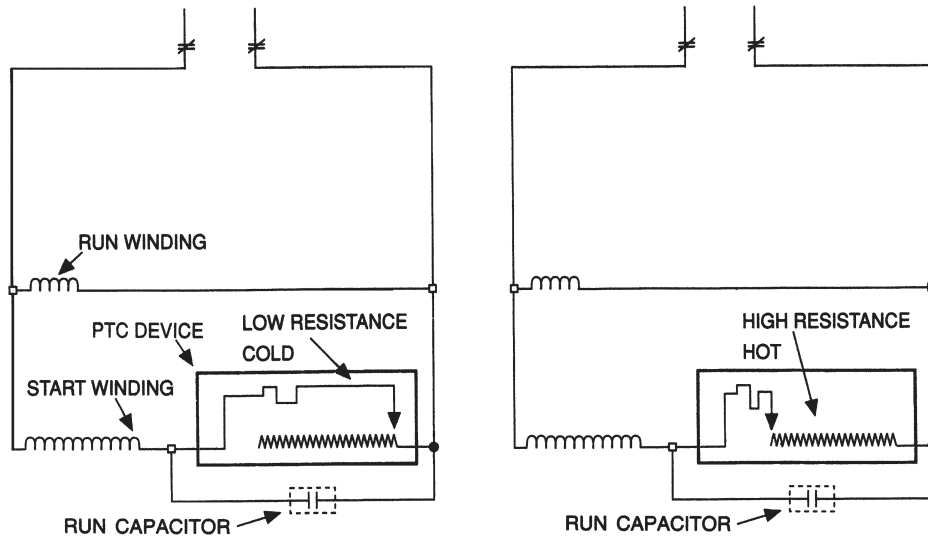 RUN WINDING
PTC DEVICE
LOW RESISTANCE
COLD
START WINDING
RUN CAPACITOR
HIGH RESISTANCE
HOT
RUN CAPACITOR